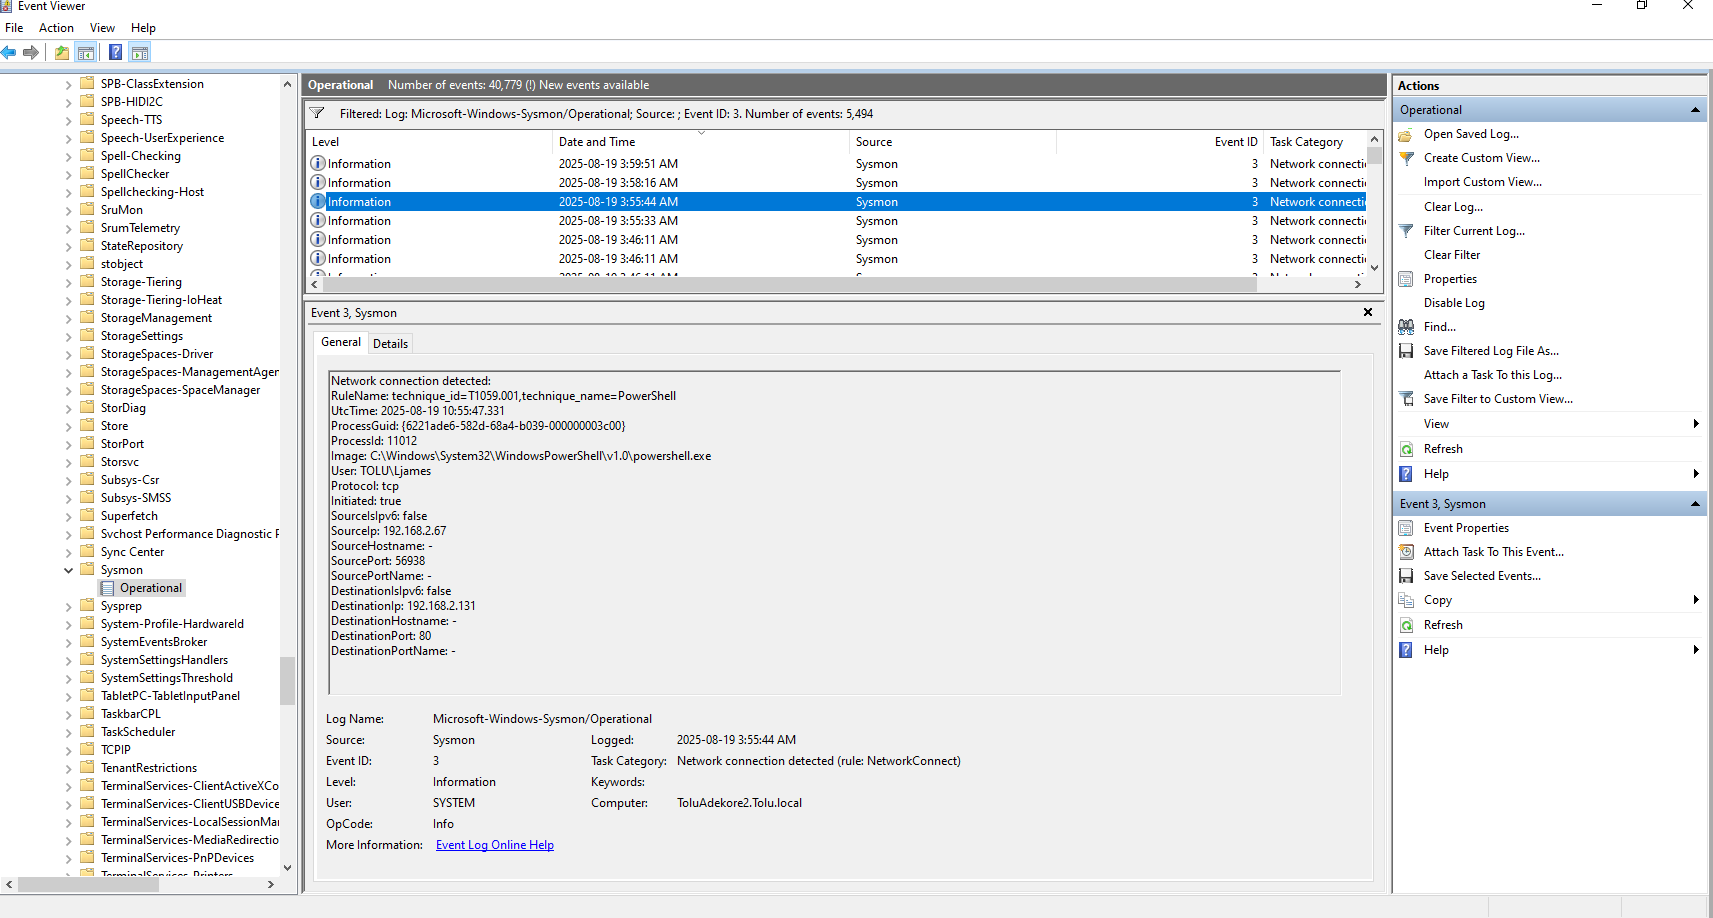 Event Viewer
File Action View Help
SPB-ClassExtension
SPB-HIDI2C
Speech-TTS
Speech-UserExperience
Spell-Checking
SpellChecker
Spellchecking-Host
SruMon
SrumTelemetry
StateRepository
stobject
Storage-Tiering
Storage-Tiering-IoHeat
StorageManagement
StorageSettings
StorageSpaces-Driver
StorageSpaces-ManagementAger
StorageSpaces-SpaceManager
StorDiag
Store
StorPort
Storsvc
Subsys-Csr
Subsys-SMSS
Superfetch
Svchost Performance Diagnostic P
Sync Center
Sysmon
Operational
Sysprep
System-Profile-HardwareId
SystemEventsBroker
SystemSettingsHandlers
SystemSettingsThreshold
TabletPC-TabletInputPanel
TaskbarCPL
TaskScheduler
TCPIP
TenantRestrictions
TerminalServices-ClientActiveXCo
TerminalServices-ClientUSBDevice
TerminalServices-LocalSessionMar
TerminalServices-MediaRedirectio
TerminalServices-PnPDevices
TerminalServices-Printers
Operational Number of events: 40,779 (!) New events available
Filtered: Log: Microsoft-Windows-Sysmon/Operational; Source: ; Event ID: 3. Number of events: 5,494
Level Date and Time Source Event ID Task Category
Information 2025-08-19 3:59:51 AM Sysmon 3 Network connecti
Information 2025-08-19 3:58:16 AM Sysmon 3 Network connecti
Information 2025-08-19 3:55:44 AM Sysmon 3 Network connecti
Information 2025-08-19 3:55:33 AM Sysmon 3 Network connecti
Information 2025-08-19 3:46:11 AM Sysmon 3 Network connecti
Information 2025-08-19 3:46:11 AM Sysmon 3 Network connecti
Event 3, Sysmon
General Details
Network connection detected:
RuleName: technique_id=T1059.001,technique_name=PowerShell
UtcTime: 2025-08-19 10:55:47.331
ProcessGuid: {6221ade6-582d-68a4-b039-000000003c00}
ProcessId: 11012
Image: C:\Windows\System32\WindowsPowerShell\v1.0\powershell.exe
User: TOLU\Ljames
Protocol: tcp
Initiated: true
SourceIsIpv6: false
SourceIp: 192.168.2.67
SourceHostname: -
SourcePort: 56938
SourcePortName: -
DestinationIsIpv6: false
DestinationIp: 192.168.2.131
DestinationHostname: -
DestinationPort: 80
DestinationPortName: -
Log Name: Microsoft-Windows-Sysmon/Operational
Source: Sysmon Logged: 2025-08-19 3:55:44 AM
Event ID: 3 Task Category: Network connection detected (rule: NetworkConnect)
Level: Information Keywords:
User: SYSTEM Computer: ToluAdekore2.Tolu.local
OpCode: Info
More Information: Event Log Online Help
Actions
Operational
Open Saved Log...
Create Custom View...
Import Custom View...
Clear Log...
Filter Current Log...
Clear Filter
Properties
Disable Log
Find...
Save Filtered Log File As...
Attach a Task To this Log...
Save Filter to Custom View...
View
Refresh
Help
Event 3, Sysmon
Event Properties
Attach Task To This Event...
Save Selected Events...
Copy
Refresh
Help